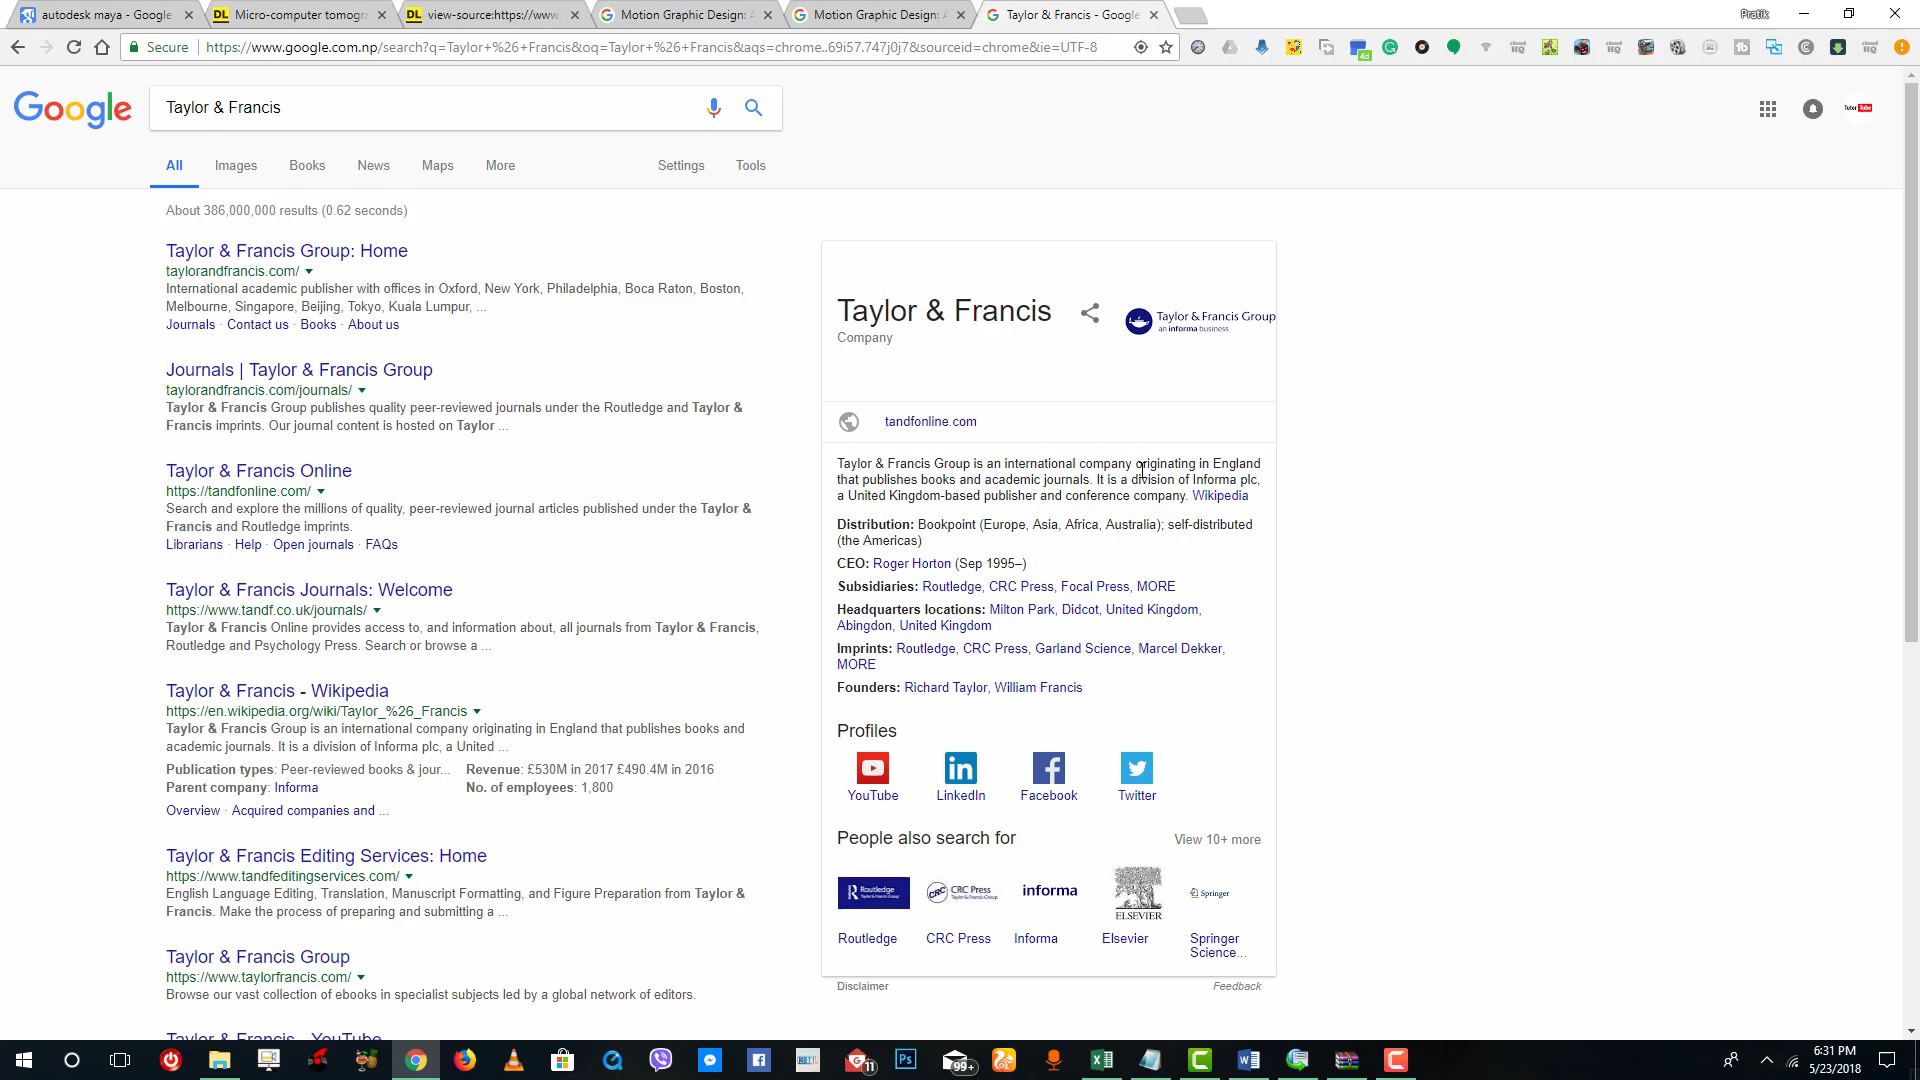 autodesk maya - Google
Micro-computer tomogra
view-source:https://www
Motion Graphic Design: A
Motion Graphic Design: A
Taylor & Francis - Google
Pratik
Secure
https://www.google.com.np/search?q=Taylor+%26+Francis&oq=Taylor+%26+Francis&aqs=chrome..69i57.747j0j7&sourceid=chrome&ie=UTF-8
Google
Taylor & Francis
All
Images
Books
News
Maps
More
Settings
Tools
About 386,000,000 results (0.62 seconds)
Taylor & Francis Group: Home
taylorandfrancis.com/
International academic publisher with offices in Oxford, New York, Philadelphia, Boca Raton, Boston,
Melbourne, Singapore, Beijing, Tokyo, Kuala Lumpur, ...
Journals · Contact us · Books · About us
Journals | Taylor & Francis Group
taylorandfrancis.com/journals/
Taylor & Francis Group publishes quality peer-reviewed journals under the Routledge and Taylor &
Francis imprints. Our journal content is hosted on Taylor ...
Taylor & Francis Online
https://tandfonline.com/
Search and explore the millions of quality, peer-reviewed journal articles published under the Taylor &
Francis and Routledge imprints.
Librarians · Help · Open journals · FAQs
Taylor & Francis Journals: Welcome
https://www.tandf.co.uk/journals/
Taylor & Francis Online provides access to, and information about, all journals from Taylor & Francis,
Routledge and Psychology Press. Search or browse a ...
Taylor & Francis - Wikipedia
https://en.wikipedia.org/wiki/Taylor_%26_Francis
Taylor & Francis Group is an international company originating in England that publishes books and
academic journals. It is a division of Informa plc, a United ...
Publication types: Peer-reviewed books & jour...
Revenue: £530M in 2017 £490.4M in 2016
Parent company: Informa
No. of employees: 1,800
Overview · Acquired companies and ...
Taylor & Francis Editing Services: Home
https://www.tandfeditingservices.com/
English Language Editing, Translation, Manuscript Formatting, and Figure Preparation from Taylor &
Francis. Make the process of preparing and submitting a ...
Taylor & Francis Group
https://www.taylorfrancis.com/
Browse our vast collection of ebooks in specialist subjects led by a global network of editors.
Taylor & Francis - YouTube
Taylor & Francis
Company
Taylor & Francis Group
an informa business
tandfonline.com
Taylor & Francis Group is an international company originating in England
that publishes books and academic journals. It is a division of Informa plc,
a United Kingdom-based publisher and conference company. Wikipedia
Distribution: Bookpoint (Europe, Asia, Africa, Australia); self-distributed
(the Americas)
CEO: Roger Horton (Sep 1995–)
Subsidiaries: Routledge, CRC Press, Focal Press, MORE
Headquarters locations: Milton Park, Didcot, United Kingdom,
Abingdon, United Kingdom
Imprints: Routledge, CRC Press, Garland Science, Marcel Dekker,
MORE
Founders: Richard Taylor, William Francis
Profiles
YouTube
LinkedIn
Facebook
Twitter
People also search for
View 10+ more
Routledge
CRC Press
informa
ELSEVIER
Springer
Routledge
CRC Press
Informa
Elsevier
Springer
Science...
Disclaimer
Feedback
11
99+
6:31 PM
5/23/2018